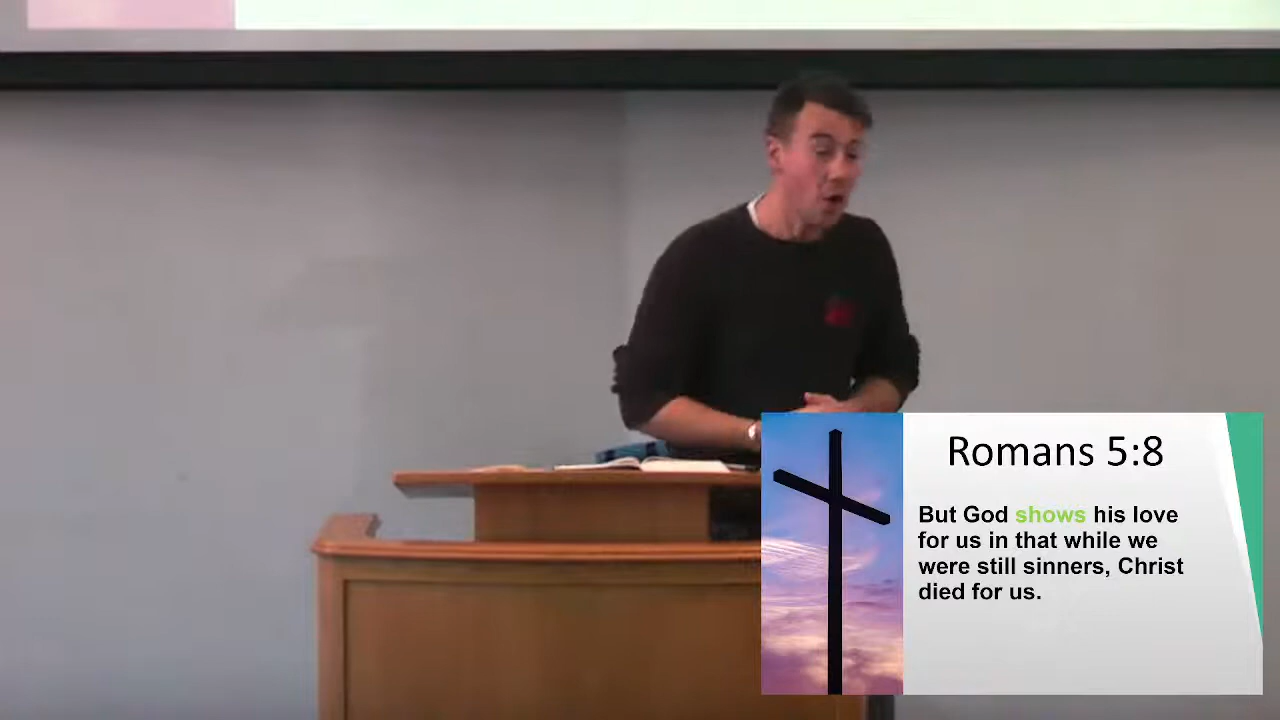 Romans 5:8
But God shows his love
for us in that while we
were still sinners, Christ
died for us.